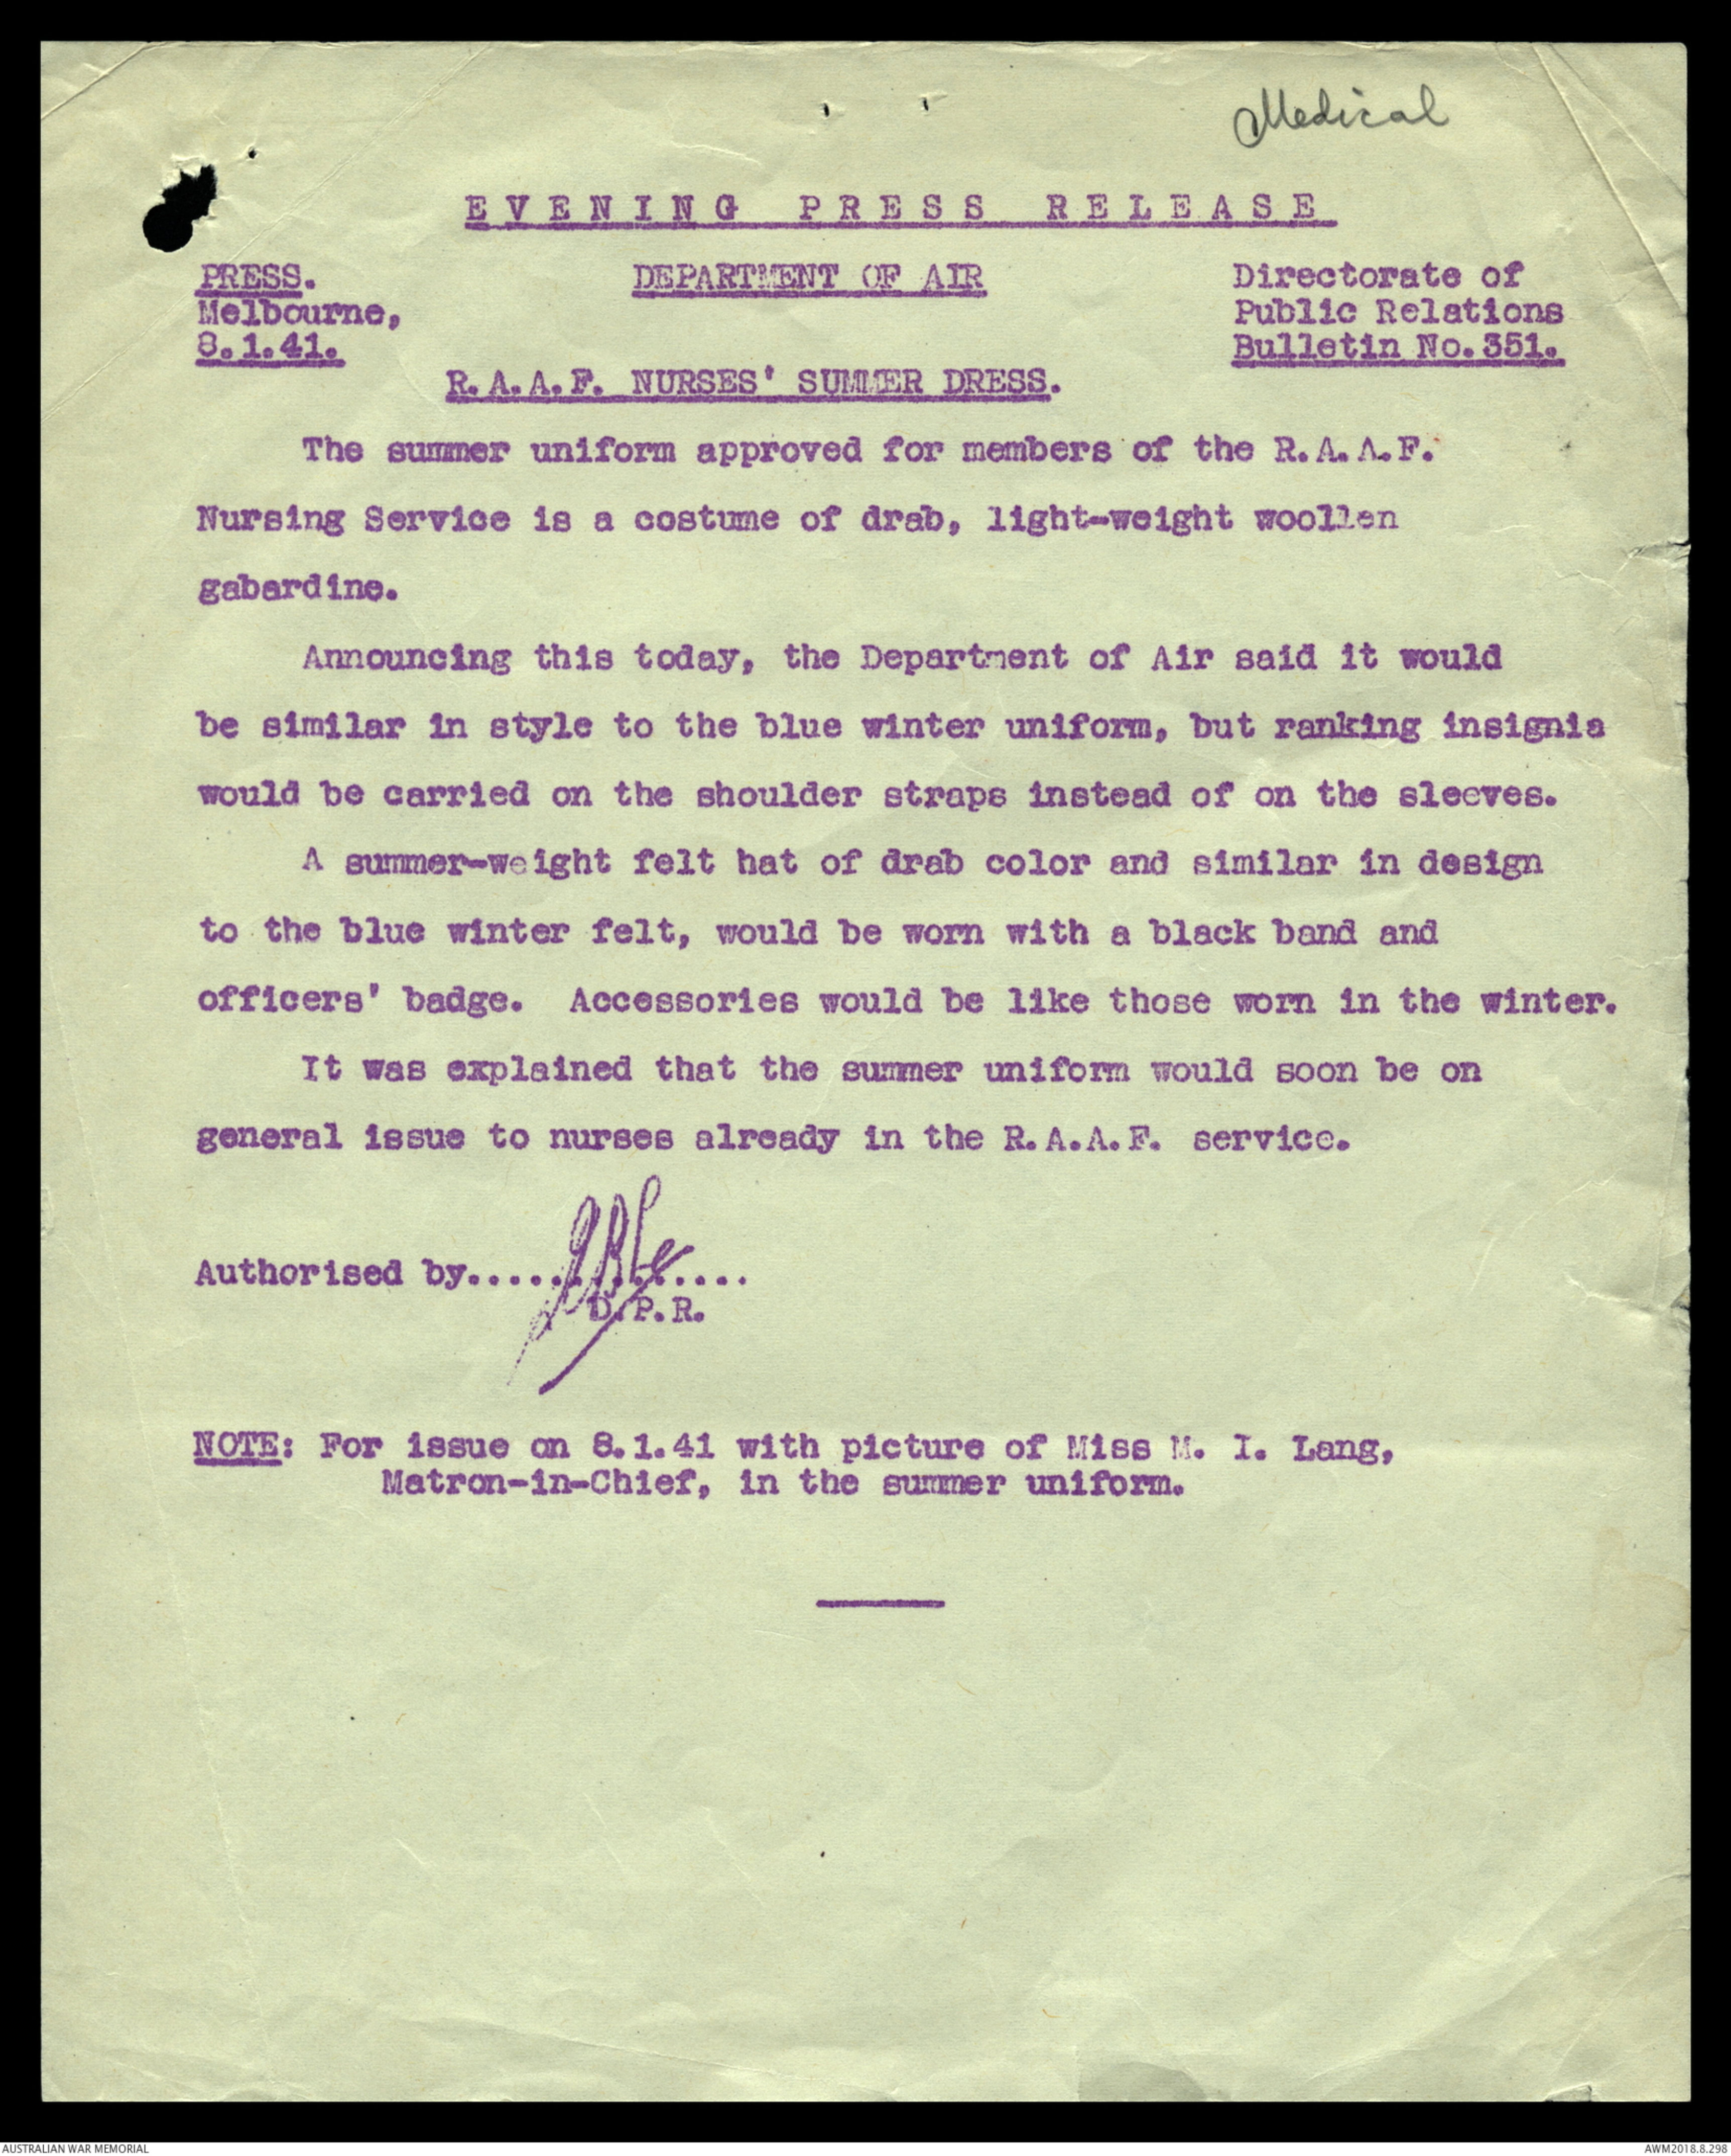 Medical
EVENING PRESS RELEASE
PRESS. DEPARTMENT OF AIR Directorate of
Melbourne, Public Relations
8.1.41. Bulletin No.351.
R.A.A.F. NURSES' SUMMER DRESS.
The summer uniform approved for members of the R.A.A.F.
Nursing Service is a costume of drab, light-weight woollen
gabardine.
Announcing this today, the Department of Air said it would
be similar in style to the blue winter uniform, but ranking insignia
would be carried on the shoulder straps instead of on the sleeves.
A summer-weight felt hat of drab color and similar in design
to the blue winter felt, would be worn with a black band and
officers' badge. Accessories would be like those worn in the winter.
It was explained that the summer uniform would soon be on
general issue to nurses already in the R.A.A.F. service.
Authorised by..............
D.P.R.
NOTE: For issue on 8.1.41 with picture of Miss M. I. Lang,
Matron-in-Chief, in the summer uniform.
AUSTRALIAN WAR MEMORIAL AWM2018.8.298